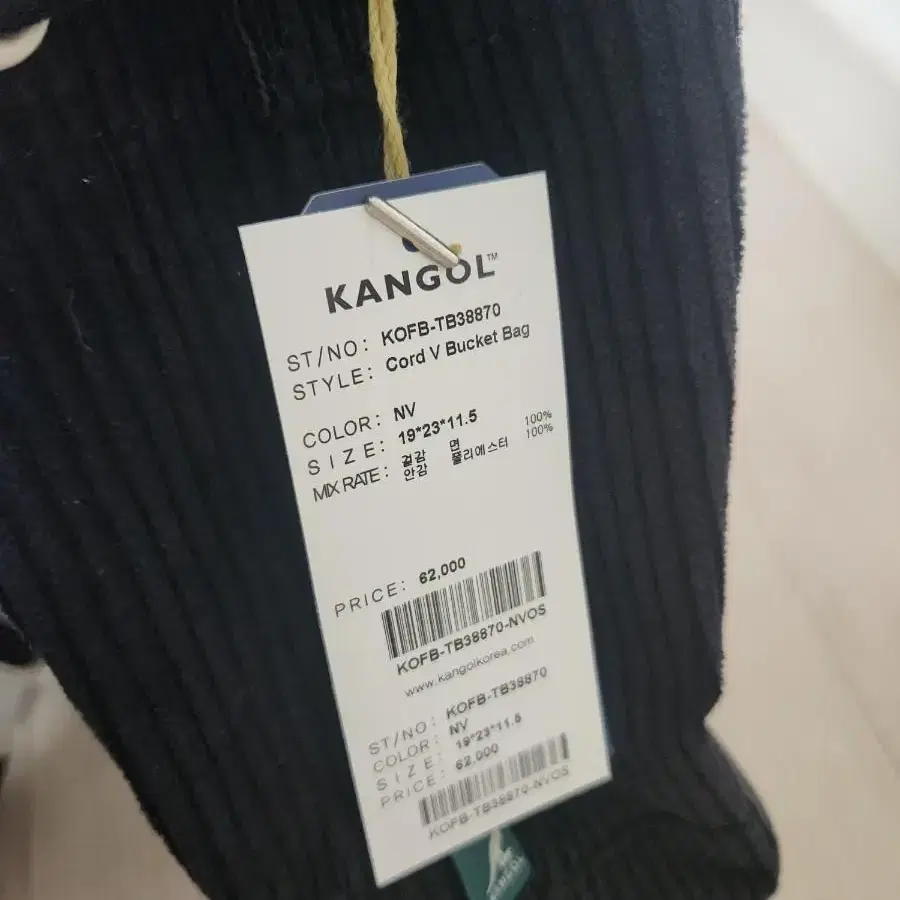 KANGOL™
ST/NO: KOFB-TB38870
STYLE: Cord V Bucket Bag
COLOR: NV
SIZE: 19*23*11.5
MIX RATE: 겉감 면 100%
안감 폴리에스터 100%
PRICE: 62,000
KOFB-TB38870-NVOS
www.kangolkorea.com
ST/NO: KOFB-TB38870
COLOR: NV
SIZE: 19*23*11.5
PRICE: 62,000
KOFB-TB38870-NVOS
KANGOL